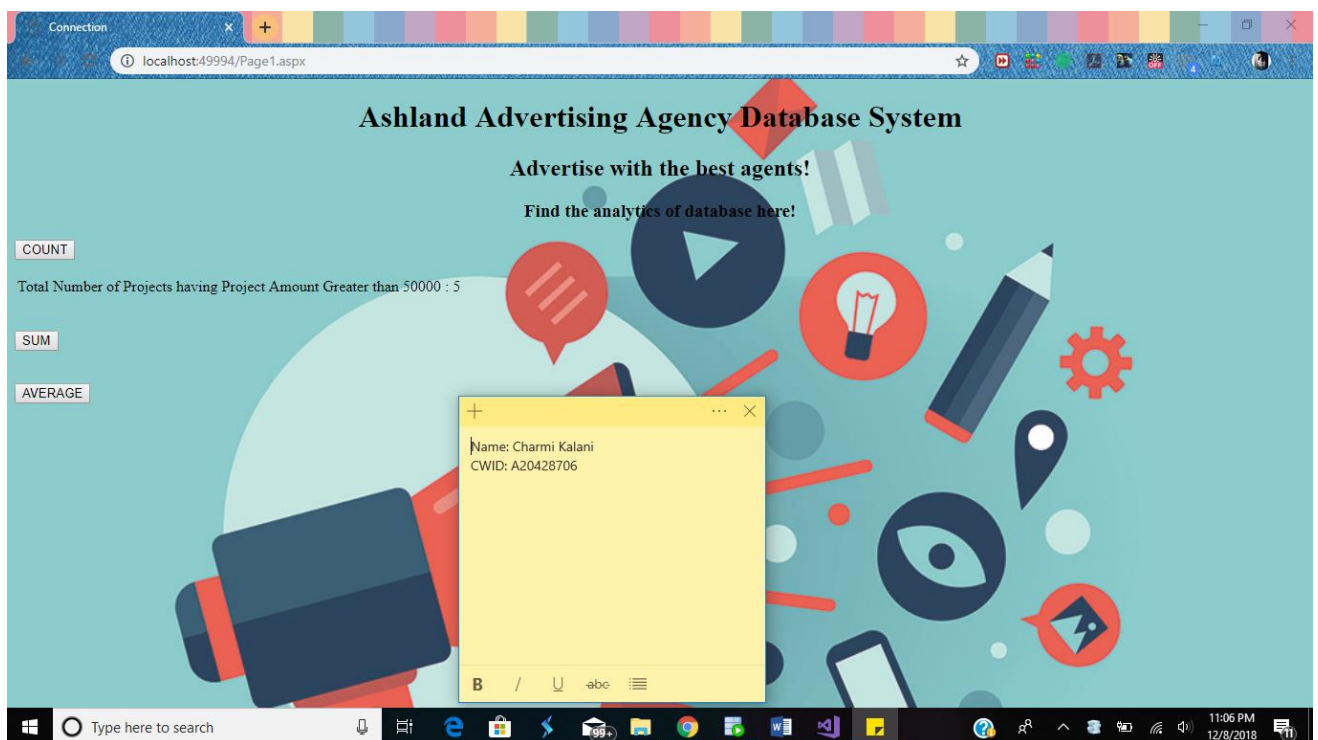 Connection
localhost:49994/Page1.aspx
OFF
4
Ashland Advertising Agency Database System
Advertise with the best agents!
Find the analytics of database here!
COUNT
Total Number of Projects having Project Amount Greater than 50000 : 5
SUM
AVERAGE
Name: Charmi Kalani
CWID: A20428706
B / U abc
Type here to search
99+
11:06 PM
12/8/2018
11